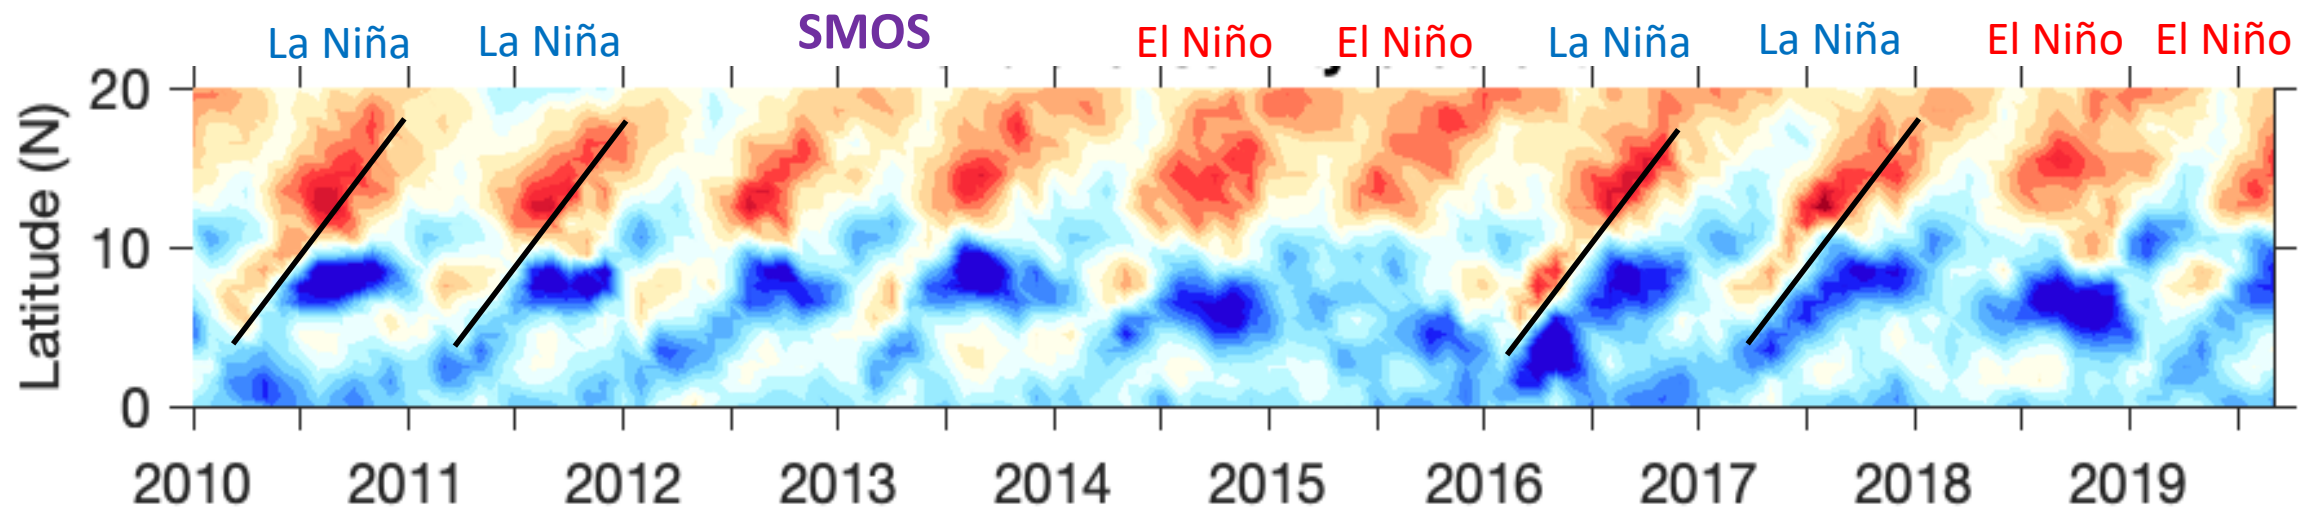 La Niña La Niña SMOS El Niño El Niño La Niña La Niña El Niño El Niño
20
10
0
Latitude (N)
2010 2011 2012 2013 2014 2015 2016 2017 2018 2019